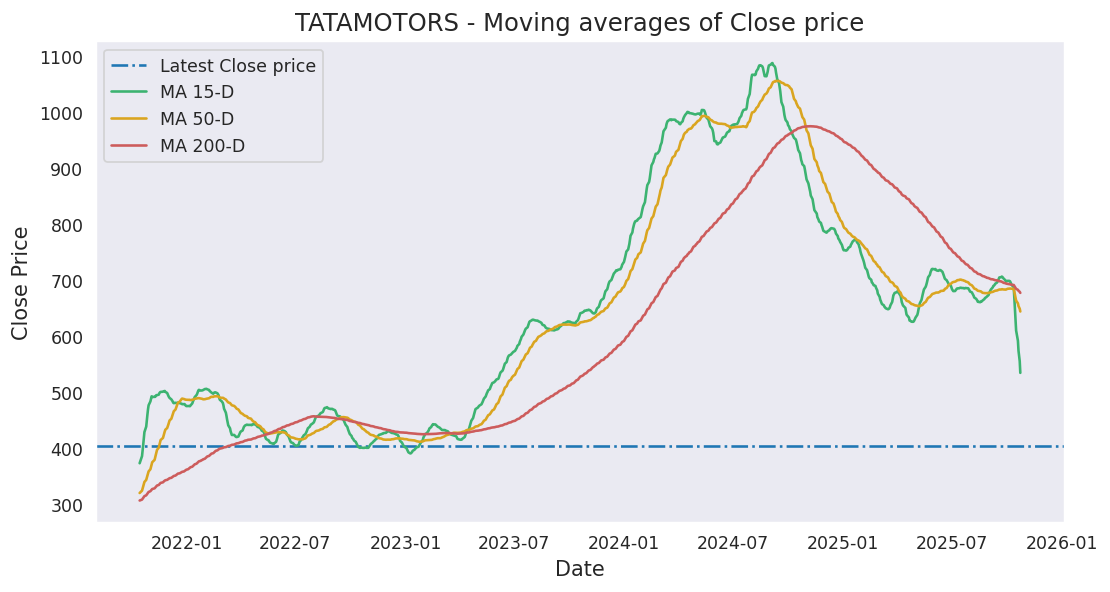 TATAMOTORS - Moving averages of Close price
Latest Close price
MA 15-D
MA 50-D
MA 200-D
Close Price
1100
1000
900
800
700
600
500
400
300
2022-01 2022-07 2023-01 2023-07 2024-01 2024-07 2025-01 2025-07 2026-01
Date